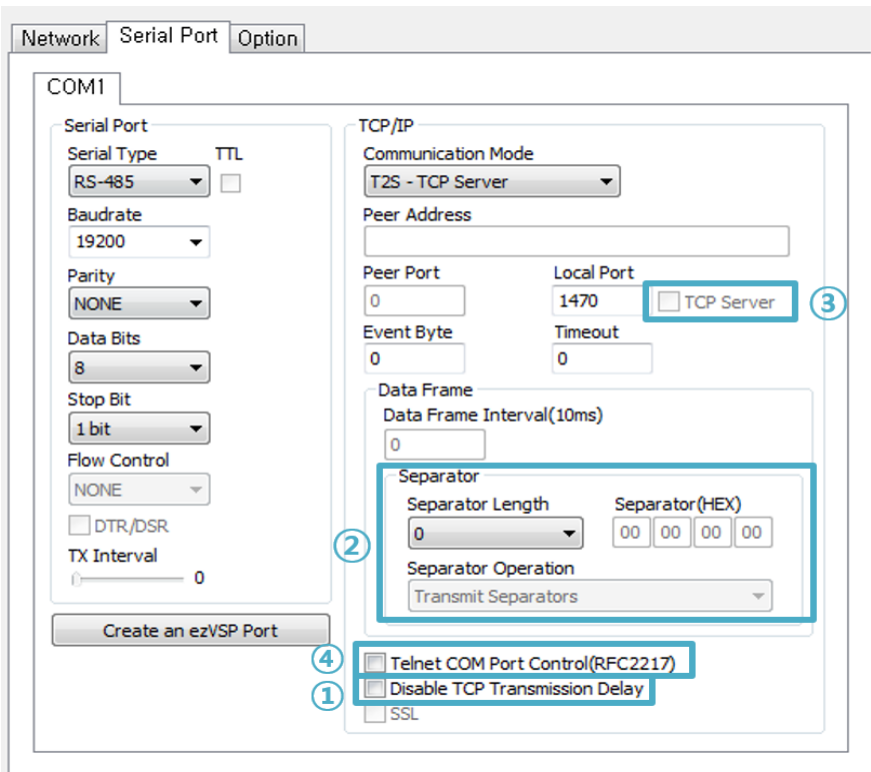 Network Serial Port Option
COM1
Serial Port
Serial Type TTL
RS-485
Baudrate
19200
Parity
NONE
Data Bits
8
Stop Bit
1 bit
Flow Control
NONE
DTR/DSR
TX Interval
0
Create an ezVSP Port
TCP/IP
Communication Mode
T2S - TCP Server
Peer Address
Peer Port Local Port
0 1470 TCP Server ③
Event Byte Timeout
0 0
Data Frame
Data Frame Interval(10ms)
0
Separator
Separator Length Separator(HEX)
② 0 00 00 00 00
Separator Operation
Transmit Separators
④ Telnet COM Port Control(RFC2217)
① Disable TCP Transmission Delay
SSL